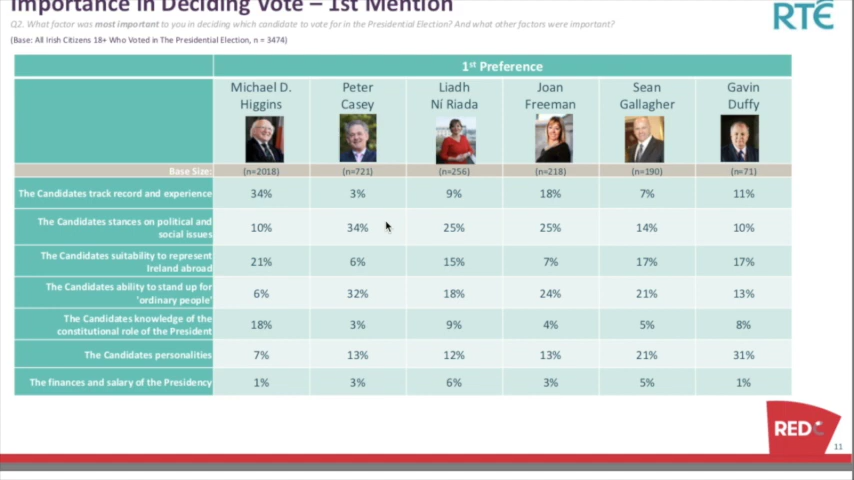 Importance in Deciding Vote – 1st Mention
Q2. What factor was most important to you in deciding which candidate to vote for in the Presidential Election? And what other factors were important?
(Base: All Irish Citizens 18+ Who Voted in The Presidential Election, n = 3474)
RTÉ
1st Preference
Michael D. Higgins Peter Casey Liadh Ní Riada Joan Freeman Sean Gallagher Gavin Duffy
Base Size: (n=2018) (n=721) (n=256) (n=218) (n=190) (n=71)
The Candidates track record and experience 34% 3% 9% 18% 7% 11%
The Candidates stances on political and
social issues 10% 34% 25% 25% 14% 10%
The Candidates suitability to represent
Ireland abroad 21% 6% 15% 7% 17% 17%
The Candidates ability to stand up for
'ordinary people' 6% 32% 18% 24% 21% 13%
The Candidates knowledge of the
constitutional role of the President 18% 3% 9% 4% 5% 8%
The Candidates personalities 7% 13% 12% 13% 21% 31%
The finances and salary of the Presidency 1% 3% 6% 3% 5% 1%
RED C
11